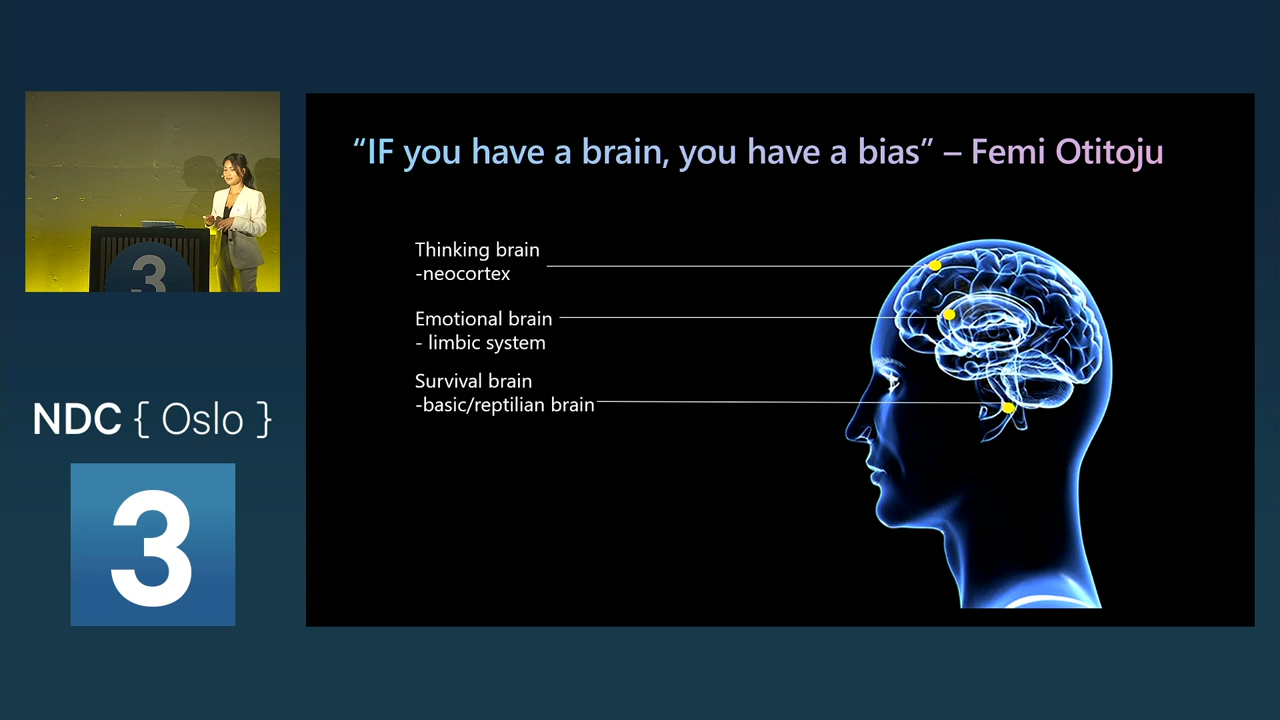 “IF you have a brain, you have a bias” – Femi Otitoju
Thinking brain
-neocortex
Emotional brain
- limbic system
Survival brain
-basic/reptilian brain
3
NDC { Oslo }
3